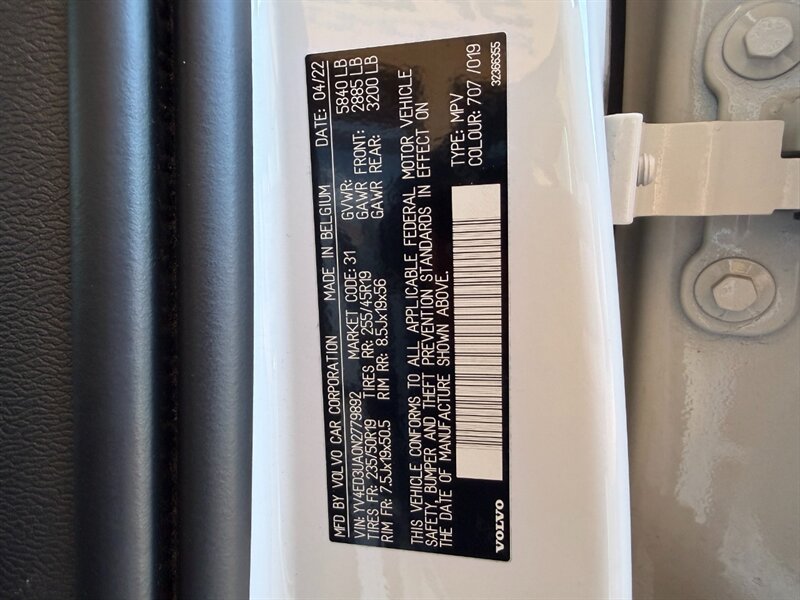 MFD BY VOLVO CAR CORPORATION MADE IN BELGIUM DATE: 04/22
VIN: YV4ED3UA0N2779892 MARKET CODE: 31 GVWR: 5840 LB
TIRES FR: 235/50R19 TIRES RR: 255/45R19 GAWR FRONT: 2885 LB
RIM FR: 7.5Jx19x50.5 RIM RR: 8.5Jx19x56 GAWR REAR: 3200 LB
THIS VEHICLE CONFORMS TO ALL APPLICABLE FEDERAL MOTOR VEHICLE
SAFETY, BUMPER AND THEFT PREVENTION STANDARDS IN EFFECT ON
THE DATE OF MANUFACTURE SHOWN ABOVE.
TYPE: MPV
COLOUR: 707 /019
VOLVO 32366355